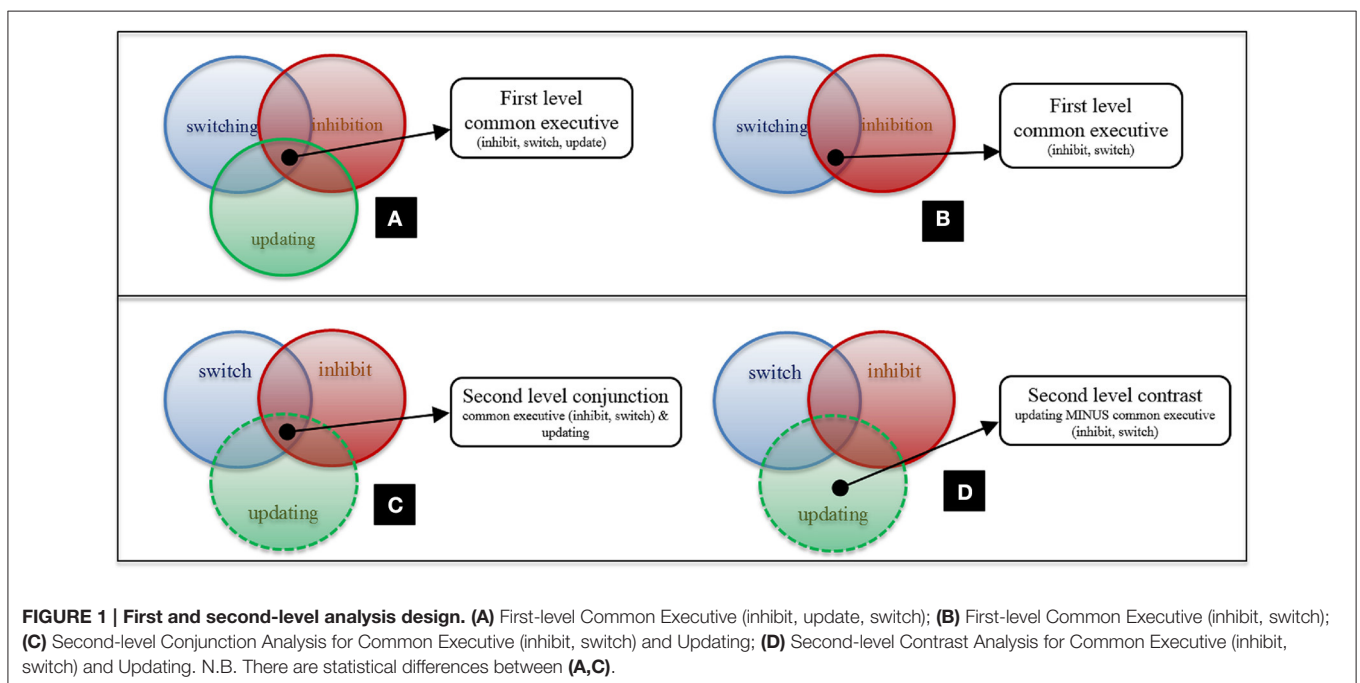 switching
inhibition
updating
First level
common executive
(inhibit, switch, update)
A
switching
inhibition
First level
common executive
(inhibit, switch)
B
switch
inhibit
updating
Second level conjunction
common executive (inhibit, switch) &
updating
C
switch
inhibit
updating
Second level contrast
updating MINUS common executive
(inhibit, switch)
D
FIGURE 1 | First and second-level analysis design. (A) First-level Common Executive (inhibit, update, switch); (B) First-level Common Executive (inhibit, switch);
(C) Second-level Conjunction Analysis for Common Executive (inhibit, switch) and Updating; (D) Second-level Contrast Analysis for Common Executive (inhibit,
switch) and Updating. N.B. There are statistical differences between (A,C).